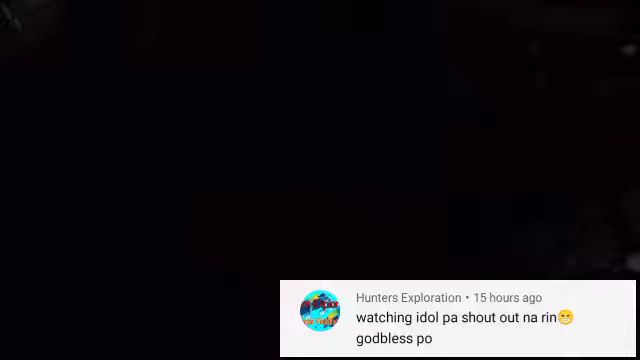 Hunters Exploration • 15 hours ago
watching idol pa shout out na rin😁
godbless po